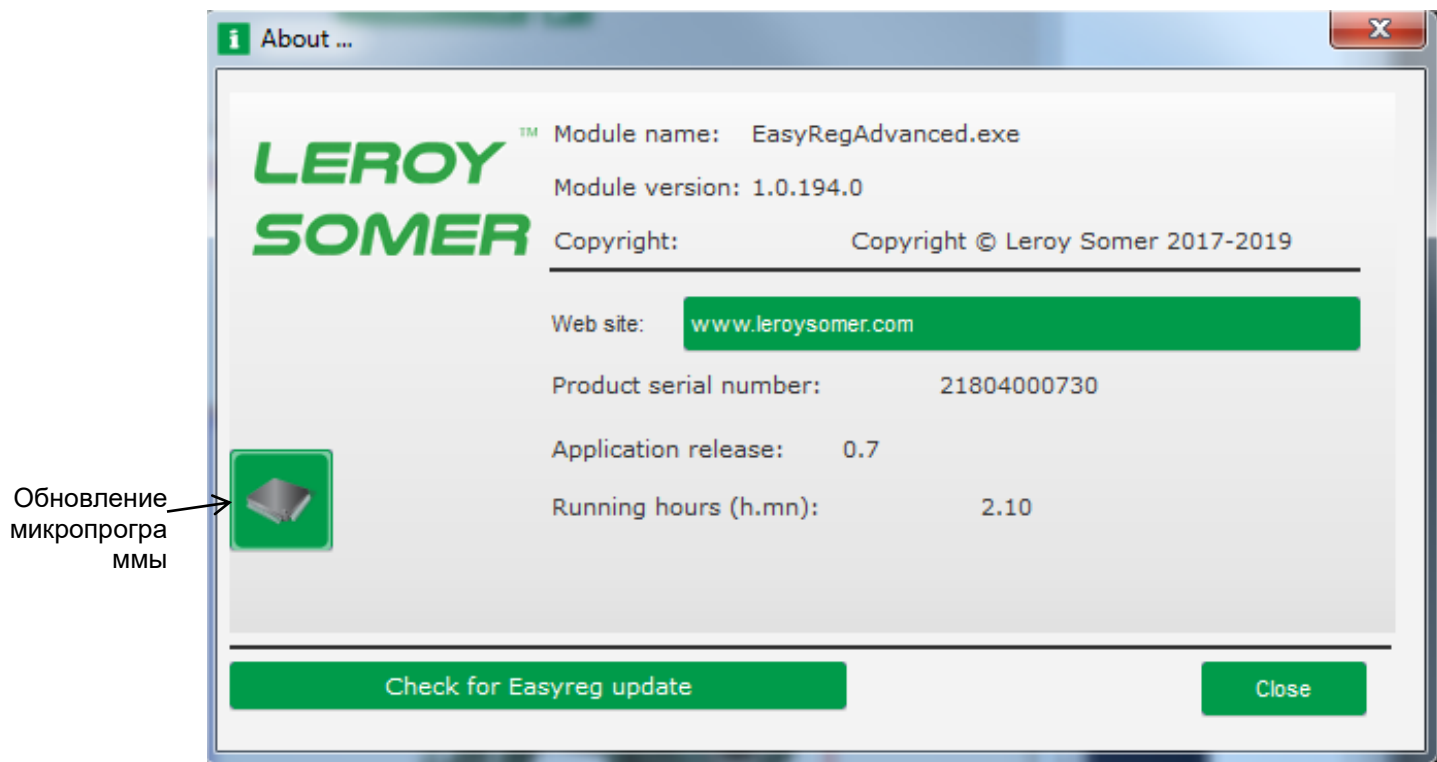 About ...
LEROY™
SOMER
Module name: EasyRegAdvanced.exe
Module version: 1.0.194.0
Copyright: Copyright © Leroy Somer 2017-2019
Web site: www.leroysomer.com
Product serial number: 21804000730
Application release: 0.7
Running hours (h.mn): 2.10
Обновление
микропрогра
ммы
Check for Easyreg update
Close